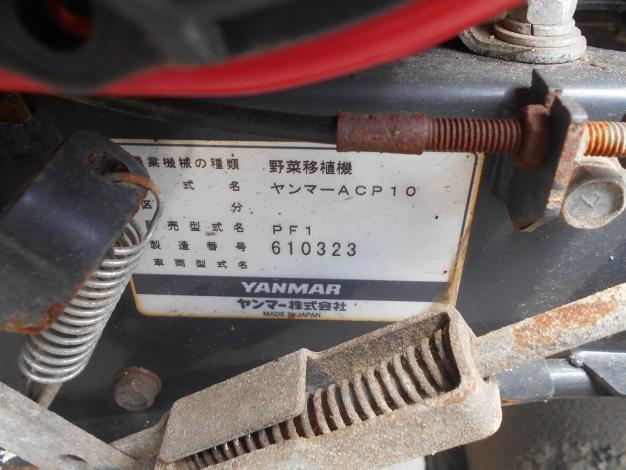 業機械の種類 野菜移植機
式名 ヤンマーACP10
区分
売型式名 PF1
製造番号 610323
車両型式名
YANMAR
ヤンマー株式会社
MADE IN JAPAN